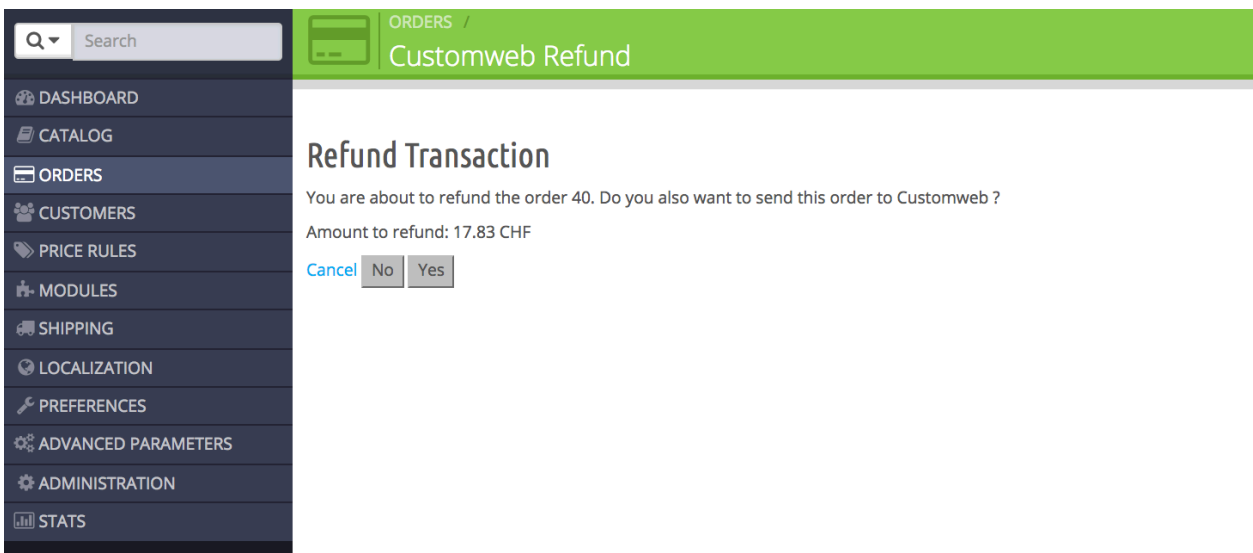 Search
DASHBOARD
CATALOG
ORDERS
CUSTOMERS
PRICE RULES
MODULES
SHIPPING
LOCALIZATION
PREFERENCES
ADVANCED PARAMETERS
ADMINISTRATION
STATS
ORDERS /
Customweb Refund
Refund Transaction
You are about to refund the order 40. Do you also want to send this order to Customweb ?
Amount to refund: 17.83 CHF
Cancel No Yes